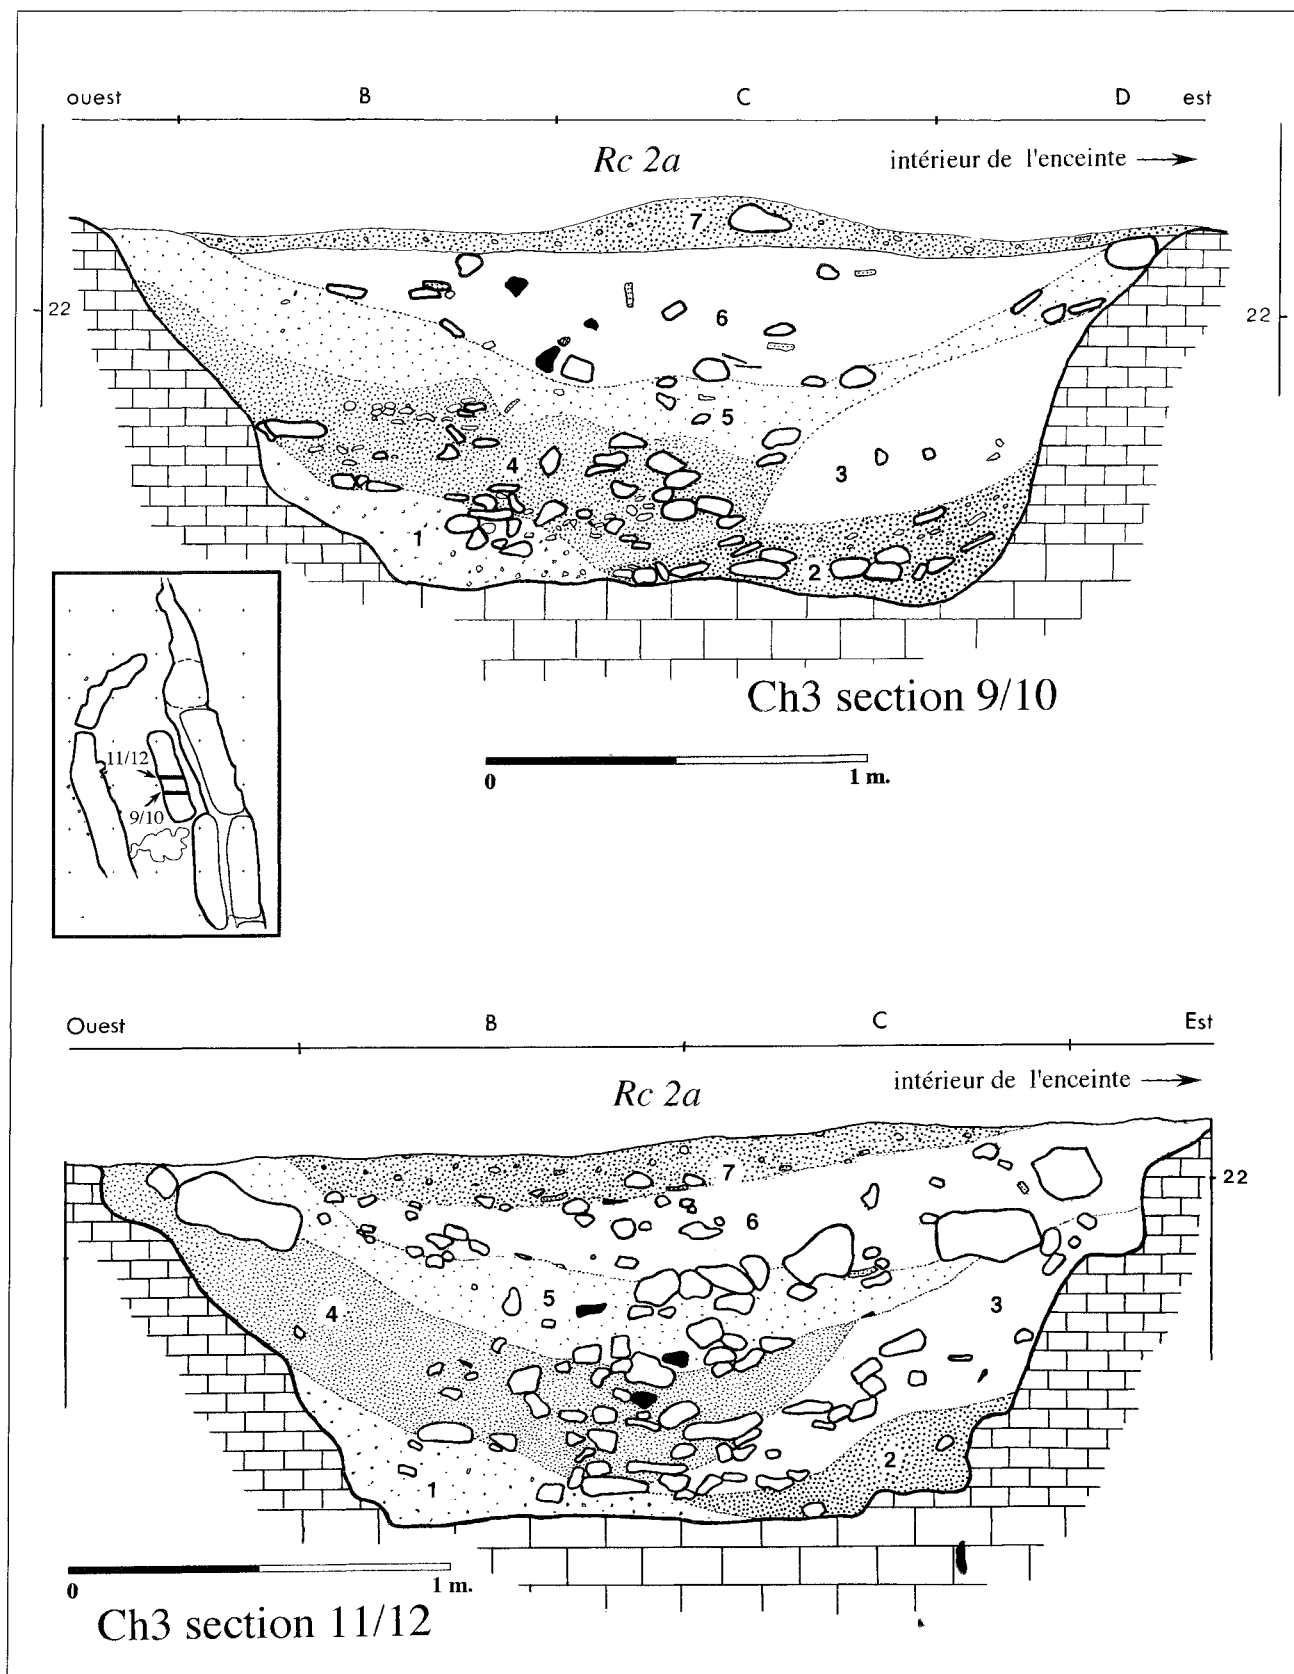 ouest B C D est
Rc 2a
intérieur de l'enceinte
7
22
6
22
5
4
3
1
2
Ch3 section 9/10
0 1 m.
11/12
9/10
Ouest B C Est
Rc 2a
intérieur de l'enceinte
7
22
6
5
4
3
2
1
0 1 m.
Ch3 section 11/12